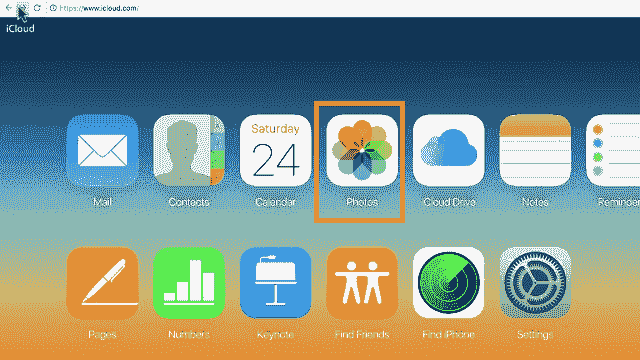 https://www.icloud.com/
iCloud
Saturday
24
Mail
Contacts
Calendar
Photos
iCloud Drive
Notes
Reminder
Pages
Numbers
Keynote
Find Friends
Find iPhone
Settings